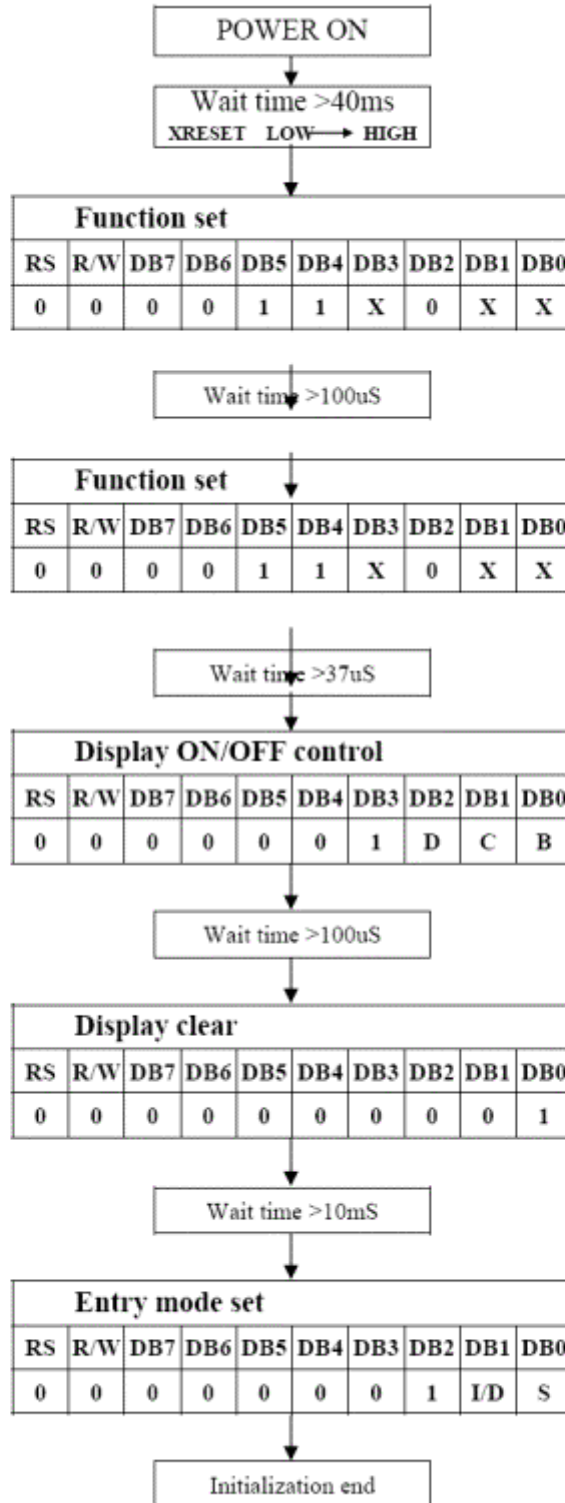 POWER ON
Wait time >40ms
XRESET LOW → HIGH
Function set
RS R/W DB7 DB6 DB5 DB4 DB3 DB2 DB1 DB0
0 0 0 0 1 1 X 0 X X
Wait time >100uS
Function set
RS R/W DB7 DB6 DB5 DB4 DB3 DB2 DB1 DB0
0 0 0 0 1 1 X 0 X X
Wait time >37uS
Display ON/OFF control
RS R/W DB7 DB6 DB5 DB4 DB3 DB2 DB1 DB0
0 0 0 0 0 0 1 D C B
Wait time >100uS
Display clear
RS R/W DB7 DB6 DB5 DB4 DB3 DB2 DB1 DB0
0 0 0 0 0 0 0 0 0 1
Wait time >10mS
Entry mode set
RS R/W DB7 DB6 DB5 DB4 DB3 DB2 DB1 DB0
0 0 0 0 0 0 0 1 I/D S
Initialization end